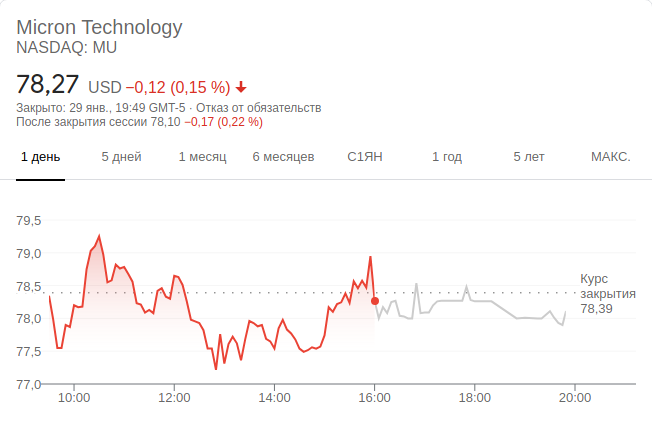 Micron Technology
NASDAQ: MU
78,27 USD −0,12 (0,15 %)
Закрыто: 29 янв., 19:49 GMT-5 · Отказ от обязательств
После закрытия сессии 78,10 −0,17 (0,22 %)
1 день 5 дней 1 месяц 6 месяцев С1ЯН 1 год 5 лет МАКС.
79,5
79,0
78,5
78,0
77,5
77,0
Курс
закрытия
78,39
10:00 12:00 14:00 16:00 18:00 20:00